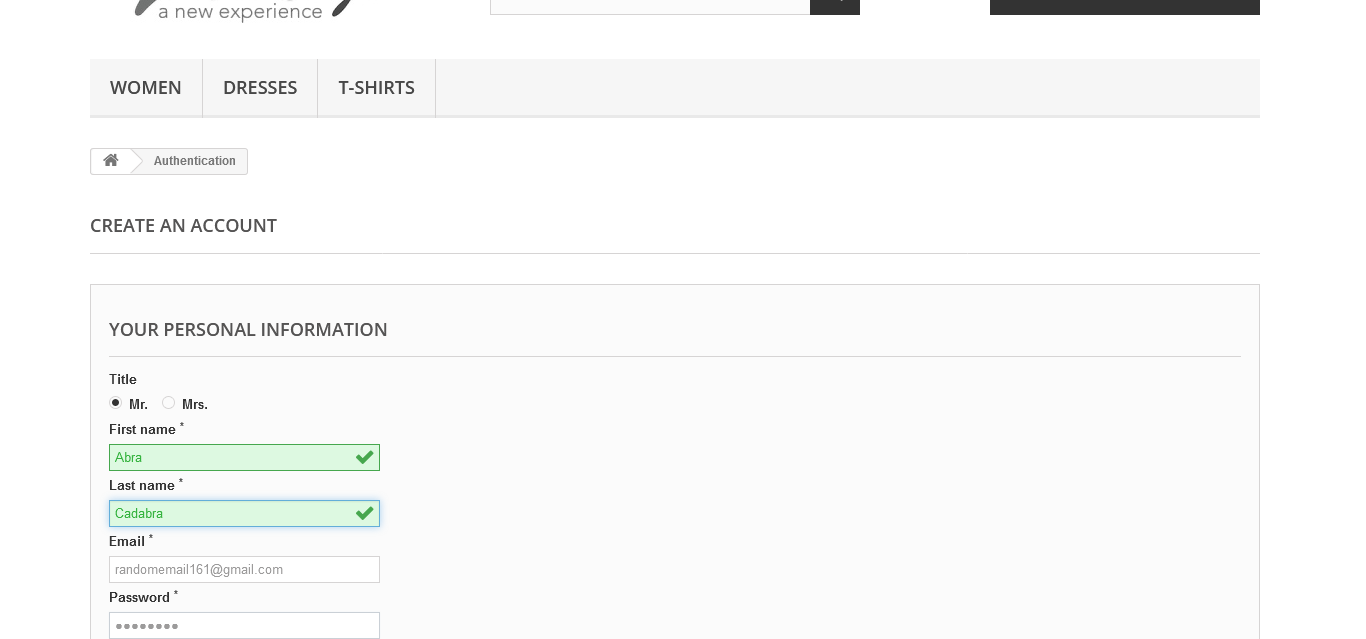 a new experience
WOMEN DRESSES T-SHIRTS
Authentication
CREATE AN ACCOUNT
YOUR PERSONAL INFORMATION
Title
Mr. Mrs.
First name *
Abra
Last name *
Cadabra
Email *
randomemail161@gmail.com
Password *
••••••••